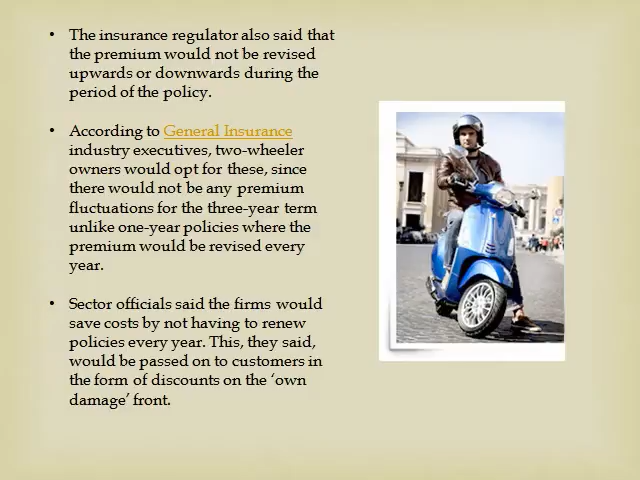 • The insurance regulator also said that
the premium would not be revised
upwards or downwards during the
period of the policy.
• According to General Insurance
industry executives, two-wheeler
owners would opt for these, since
there would not be any premium
fluctuations for the three-year term
unlike one-year policies where the
premium would be revised every
year.
• Sector officials said the firms would
save costs by not having to renew
policies every year. This, they said,
would be passed on to customers in
the form of discounts on the ‘own
damage’ front.